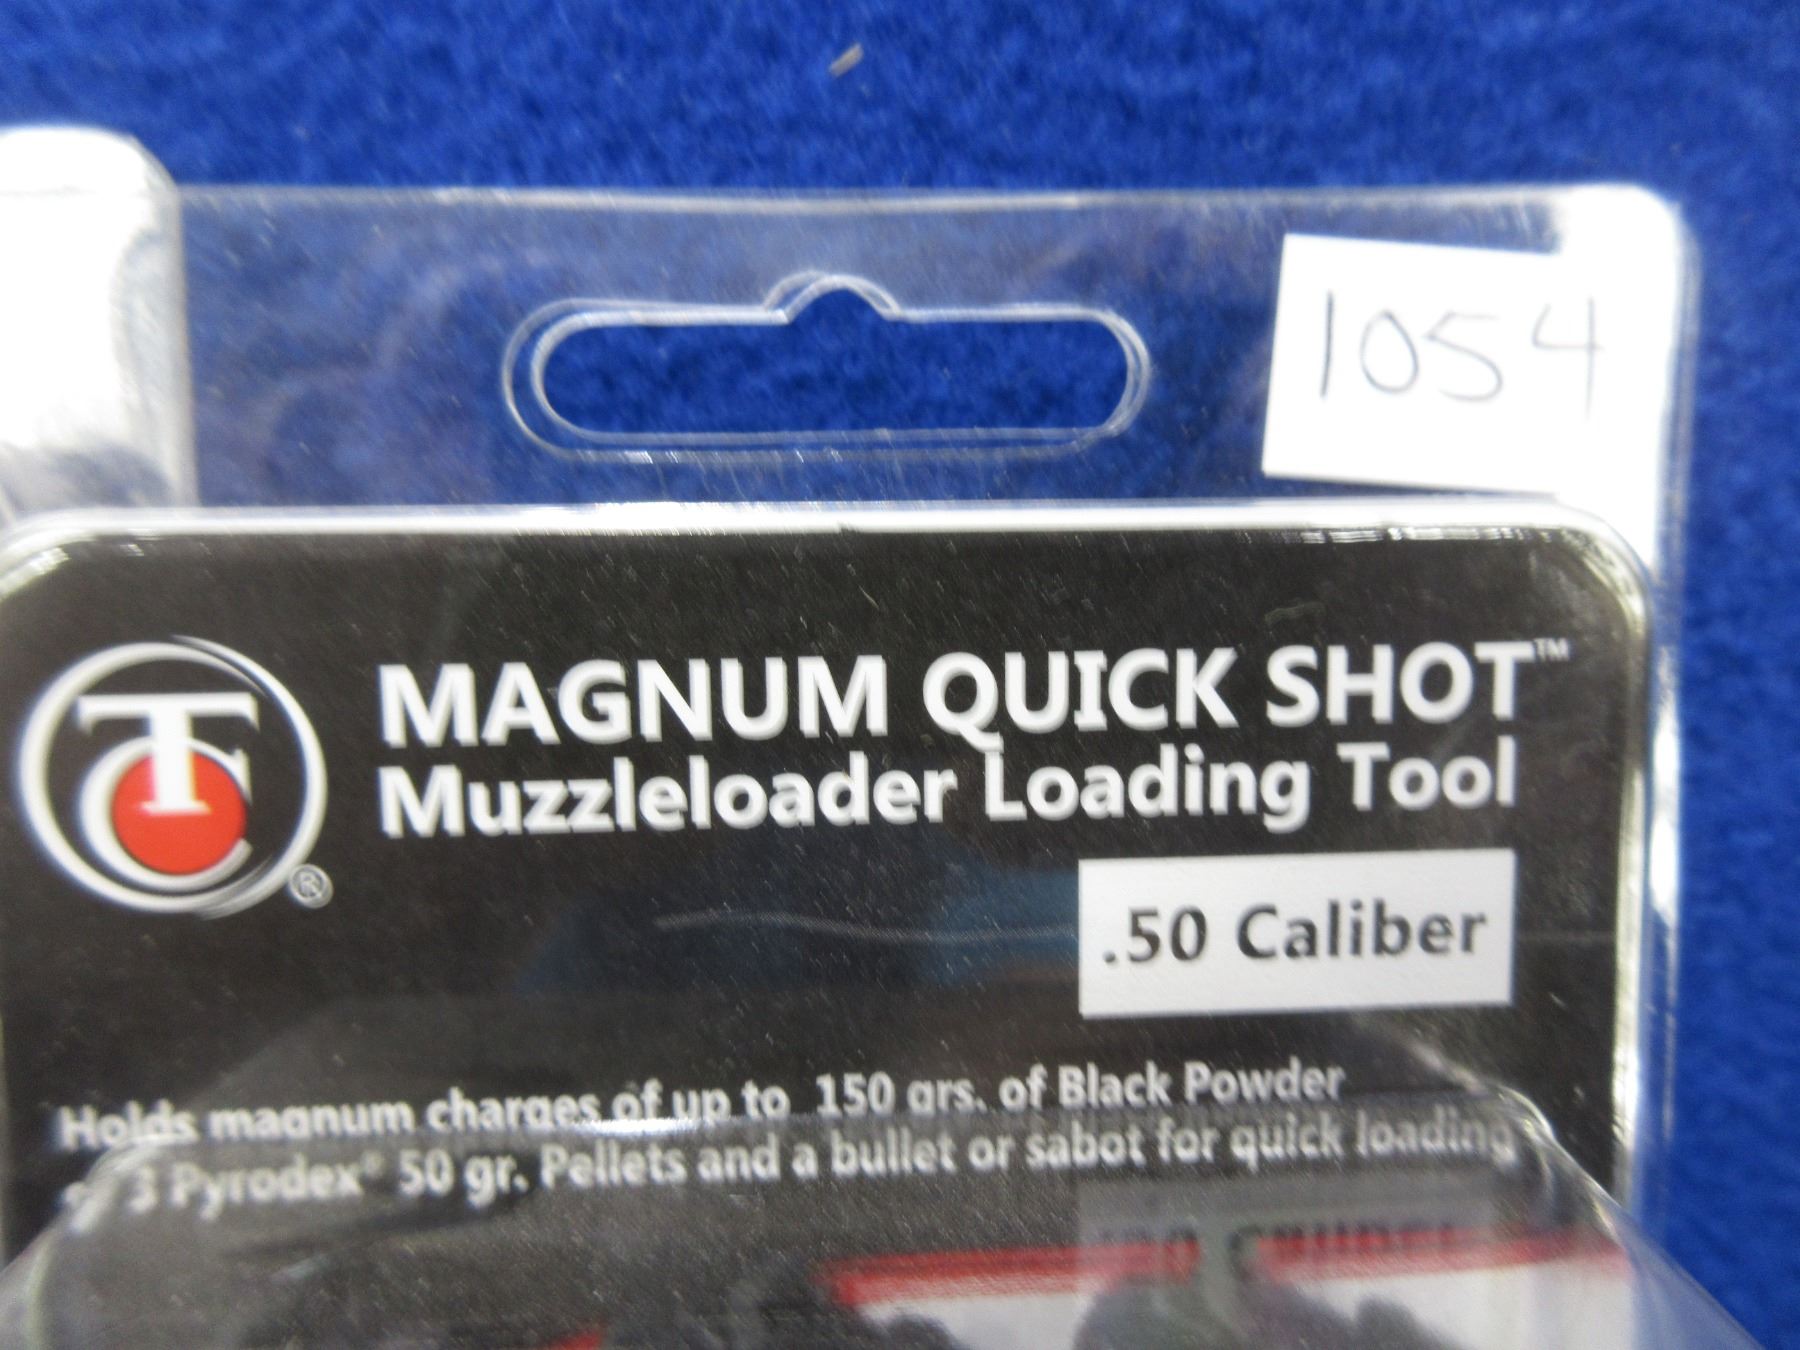 1054
TC®
MAGNUM QUICK SHOT™
Muzzleloader Loading Tool
.50 Caliber
Holds magnum charges of up to 150 grs. of Black Powder
or 3 Pyrodex® 50 gr. Pellets and a bullet or sabot for quick loading